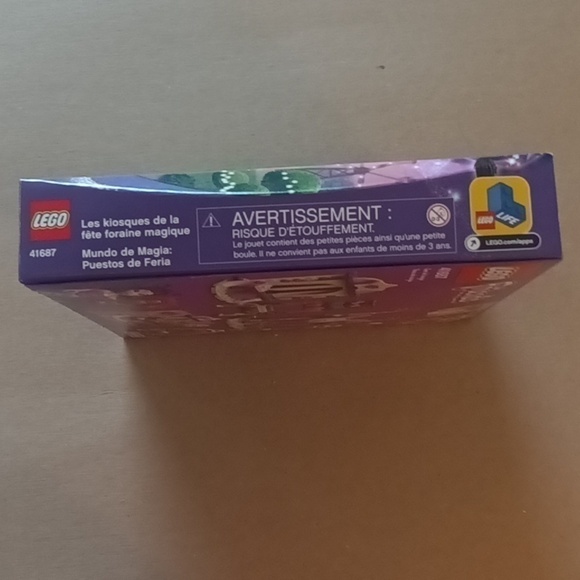 LEGO
41687
Les kiosques de la
fête foraine magique
Mundo de Magia:
Puestos de Feria
AVERTISSEMENT :
RISQUE D'ÉTOUFFEMENT.
Le jouet contient des petites pièces ainsi qu'une petite
boule. Il ne convient pas aux enfants de moins de 3 ans.
LEGO
LIFE
LEGO.com/apps
LEGO